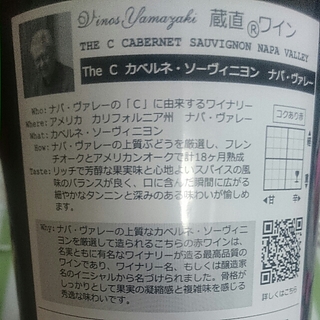 Vinos Yamazaki 蔵直®ワイン
THE C CABERNET SAUVIGNON NAPA VALLEY
The C カベルネ・ソーヴィニヨン ナパ・ヴァレー
Who: ナパ・ヴァレーの「C」に由来するワイナリー
Where: アメリカ カリフォルニア州 ナパ・ヴァレー
What: カベルネ・ソーヴィニヨン
How: ナパ・ヴァレーの上質ぶどうを厳選し、フレン
チオークとアメリカンオークで計18ヶ月熟成
Taste: リッチで芳醇な果実味と心地よいスパイスの風
味のバランスが良く、口に含んだ瞬間に広がる
細やかなタンニンと深みのある味わいが愉しめ
ます。
コクあり赤
軽
重
甘
辛
Why: ナパ・ヴァレーの上質なカベルネ・ソーヴィニ
ヨンを厳選して造られるこちらの赤ワインは、
名実ともに有名なワイナリーが造る最高品質の
ワインであり、ワイナリー名、もしくは醸造家
名のイニシャルから名づけられました。骨格が
しっかりとして果実の凝縮感と複雑味を感じる
秀逸な味わいです。
詳しくはこちら